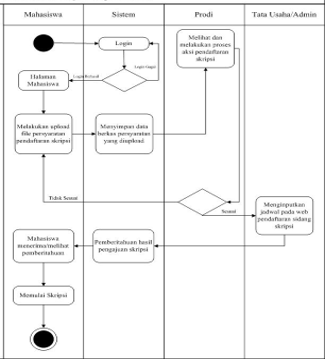 Mahasiswa
Sistem
Prodi
Tata Usaha/Admin
Login
Melihat dan
melakukan proses
aksi pendaftaran
skripsi
Login Gagal
Halaman
Mahasiswa
Login Berhasil
Melakukan upload
file persyaratan
pendaftaran skripsi
Menyimpan data
berkas persyaratan
yang diupload
Tidak Sesuai
Sesuai
Menginputkan
jadwal pada web
pendaftaran sidang
skripsi
Mahasiswa
menerima/melihat
pemberitahuan
Pemberitahuan hasil
pengajuan skripsi
Memulai Skripsi